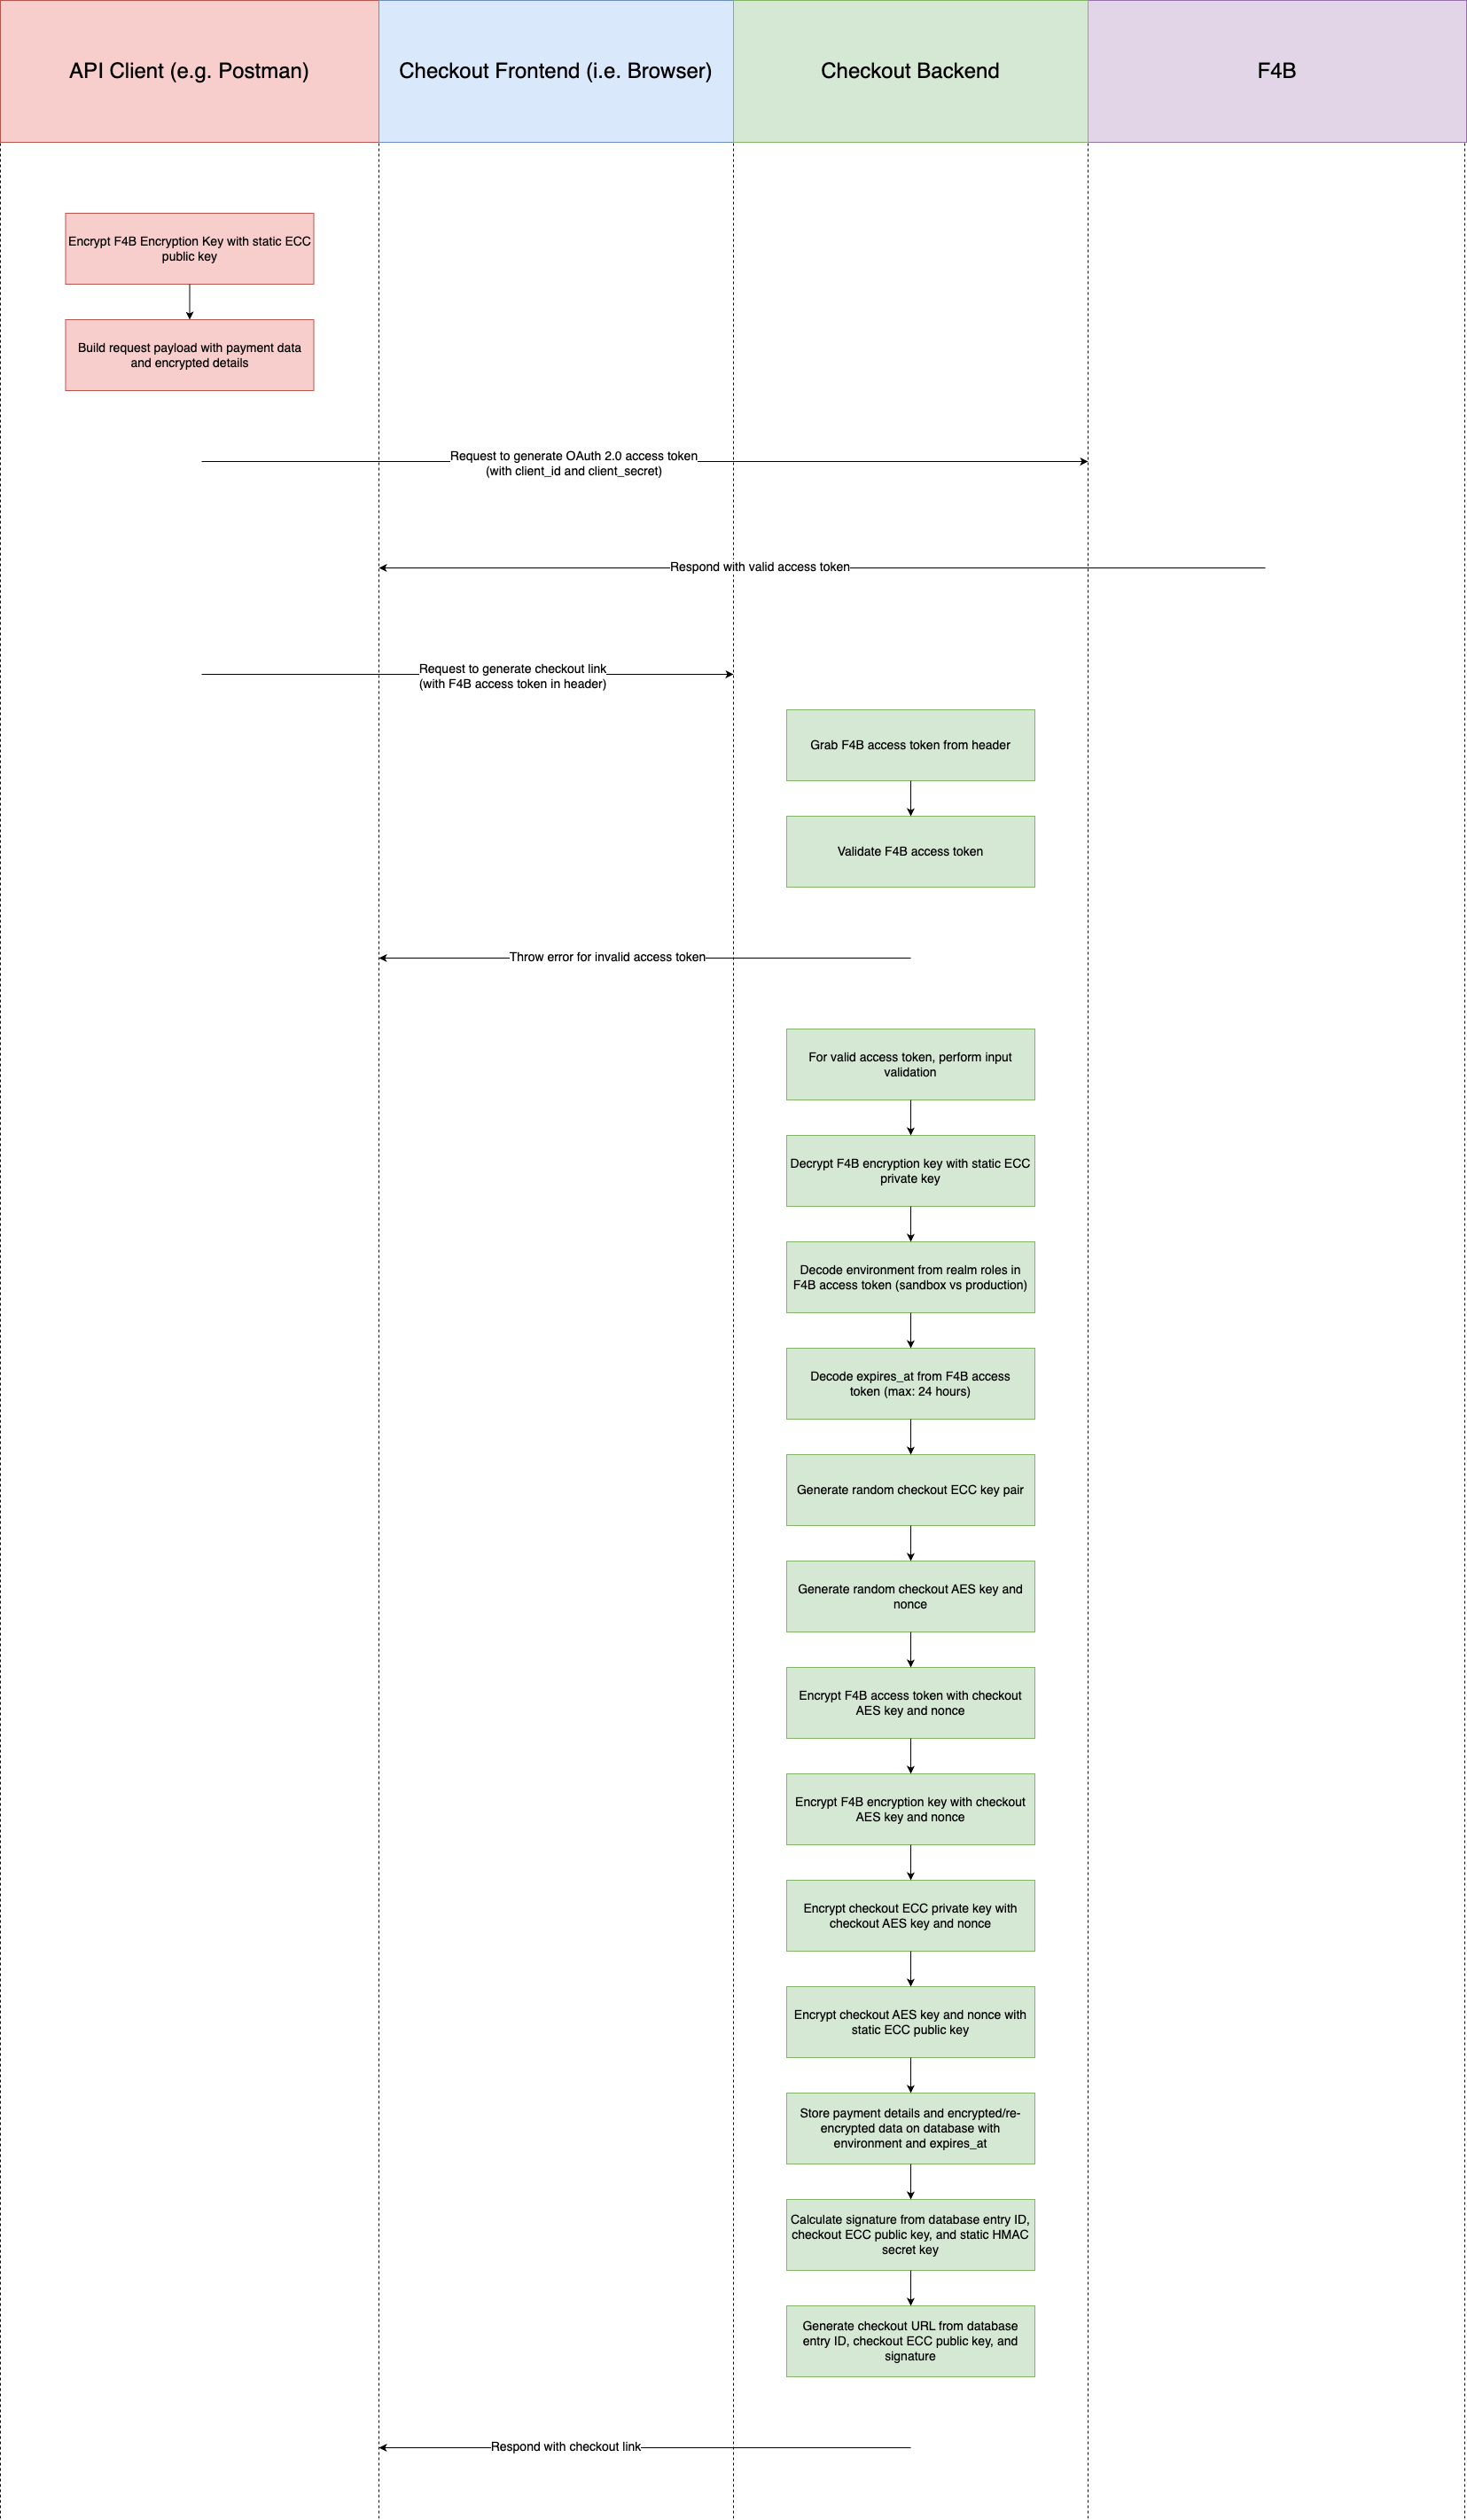 API Client (e.g. Postman)
Checkout Frontend (i.e. Browser)
Checkout Backend
F4B
Encrypt F4B Encryption Key with static ECC
public key
Build request payload with payment data
and encrypted details
Request to generate OAuth 2.0 access token
(with client_id and client_secret)
Respond with valid access token
Request to generate checkout link
(with F4B access token in header)
Grab F4B access token from header
Validate F4B access token
Throw error for invalid access token
For valid access token, perform input
validation
Decrypt F4B encryption key with static ECC
private key
Decode environment from realm roles in
F4B access token (sandbox vs production)
Decode expires_at from F4B access
token (max: 24 hours)
Generate random checkout ECC key pair
Generate random checkout AES key and
nonce
Encrypt F4B access token with checkout
AES key and nonce
Encrypt F4B encryption key with checkout
AES key and nonce
Encrypt checkout ECC private key with
checkout AES key and nonce
Encrypt checkout AES key and nonce with
static ECC public key
Store payment details and encrypted/re-
encrypted data on database with
environment and expires_at
Calculate signature from database entry ID,
checkout ECC public key, and static HMAC
secret key
Generate checkout URL from database
entry ID, checkout ECC public key, and
signature
Respond with checkout link